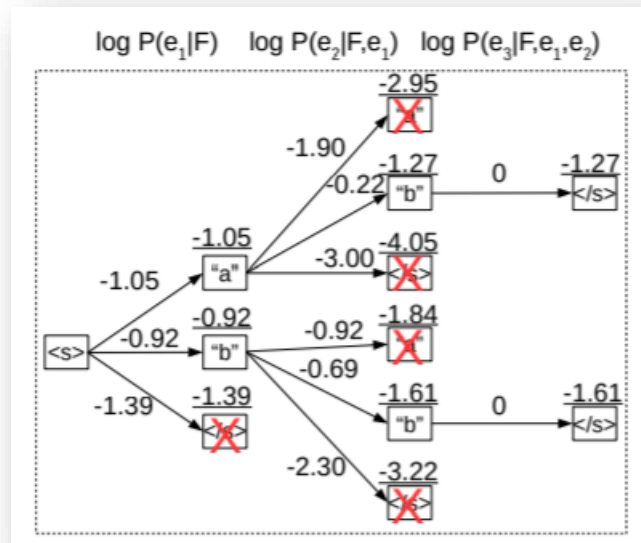 log P(e₁|F) log P(e₂|F,e₁) log P(e₃|F,e₁,e₂)
-2.95
"a"
-1.90
-1.27 0 -1.27
-0.22 "b" </s>
-1.05 -4.05
-3.00
"a" </s>
-1.05
-0.92 -1.84
-0.92
<s> -0.92 "b" "a"
-0.69
-1.39 -1.61 0 -1.61
-1.39
</s> "b" </s>
-2.30
-3.22
</s>